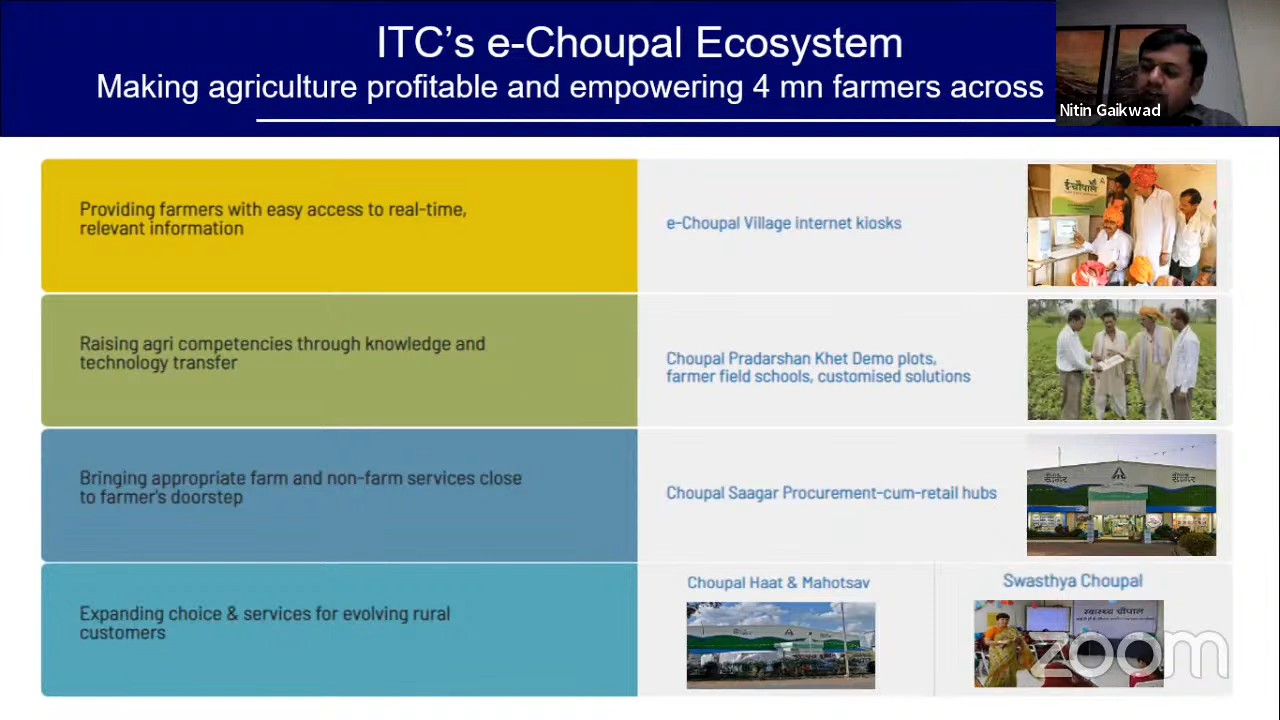 ITC's e-Choupal Ecosystem
Making agriculture profitable and empowering 4 mn farmers across
Nitin Gaikwad
Providing farmers with easy access to real-time,
relevant information
e-Choupal Village Internet kiosks
ई-चौपाल
Raising agri competencies through knowledge and
technology transfer
Choupal Pradarshan Khet Demo plots,
farmer field schools, customised solutions
Bringing appropriate farm and non-farm services close
to farmer's doorstep
Choupal Saagar Procurement-cum-retail hubs
Expanding choice & services for evolving rural
customers
Choupal Haat & Mahotsav
Swasthya Choupal
स्वास्थ्य चौपाल
zoom